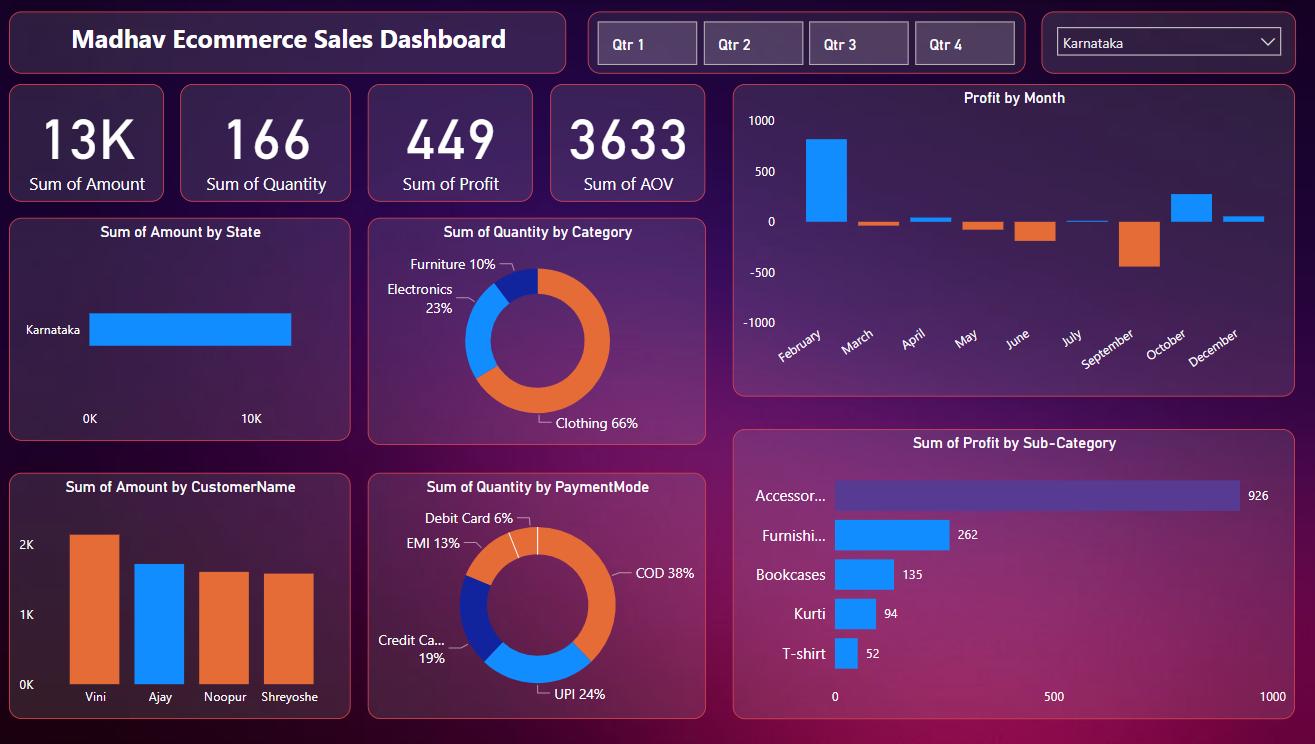 Madhav Ecommerce Sales Dashboard
Qtr 1
Qtr 2
Qtr 3
Qtr 4
Karnataka
13K
Sum of Amount
166
Sum of Quantity
449
Sum of Profit
3633
Sum of AOV
Profit by Month
1000
500
0
-500
-1000
February
March
April
May
June
July
September
October
December
Sum of Amount by State
Karnataka
0K
10K
Sum of Quantity by Category
Furniture 10%
Electronics
23%
Clothing 66%
Sum of Amount by CustomerName
2K
1K
0K
Vini
Ajay
Noopur
Shreyoshe
Sum of Quantity by PaymentMode
Debit Card 6%
EMI 13%
COD 38%
Credit Ca...
19%
UPI 24%
Sum of Profit by Sub-Category
Accessor...
926
Furnishi...
262
Bookcases
135
Kurti
94
T-shirt
52
0
500
1000